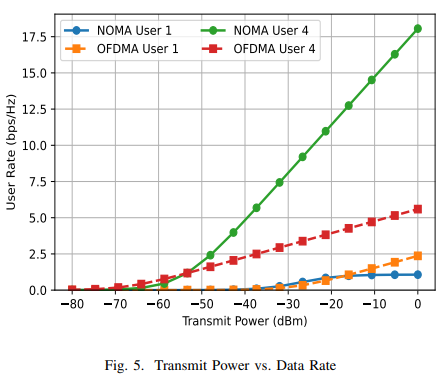 NOMA User 1 NOMA User 4
OFDMA User 1 OFDMA User 4
17.5
15.0
12.5
10.0
7.5
5.0
2.5
0.0
User Rate (bps/Hz)
−80 −70 −60 −50 −40 −30 −20 −10 0
Transmit Power (dBm)
Fig. 5. Transmit Power vs. Data Rate